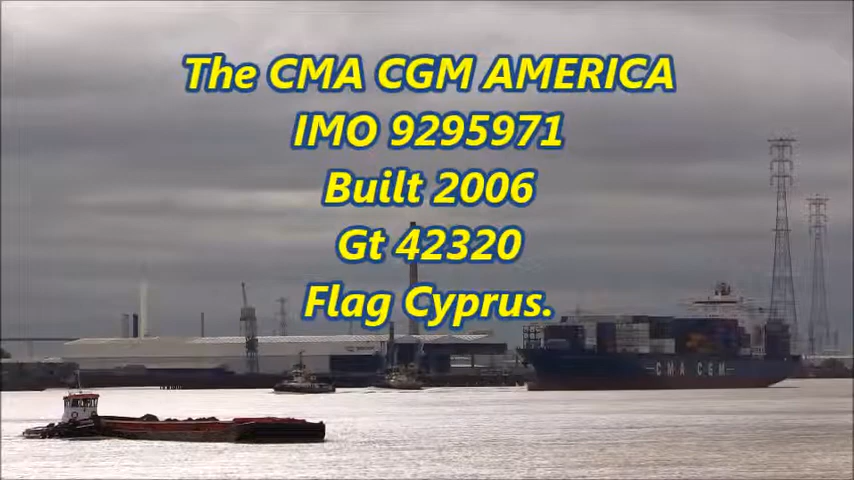 The CMA CGM AMERICA
IMO 9295971
Built 2006
Gt 42320
Flag Cyprus.
CMA CGM